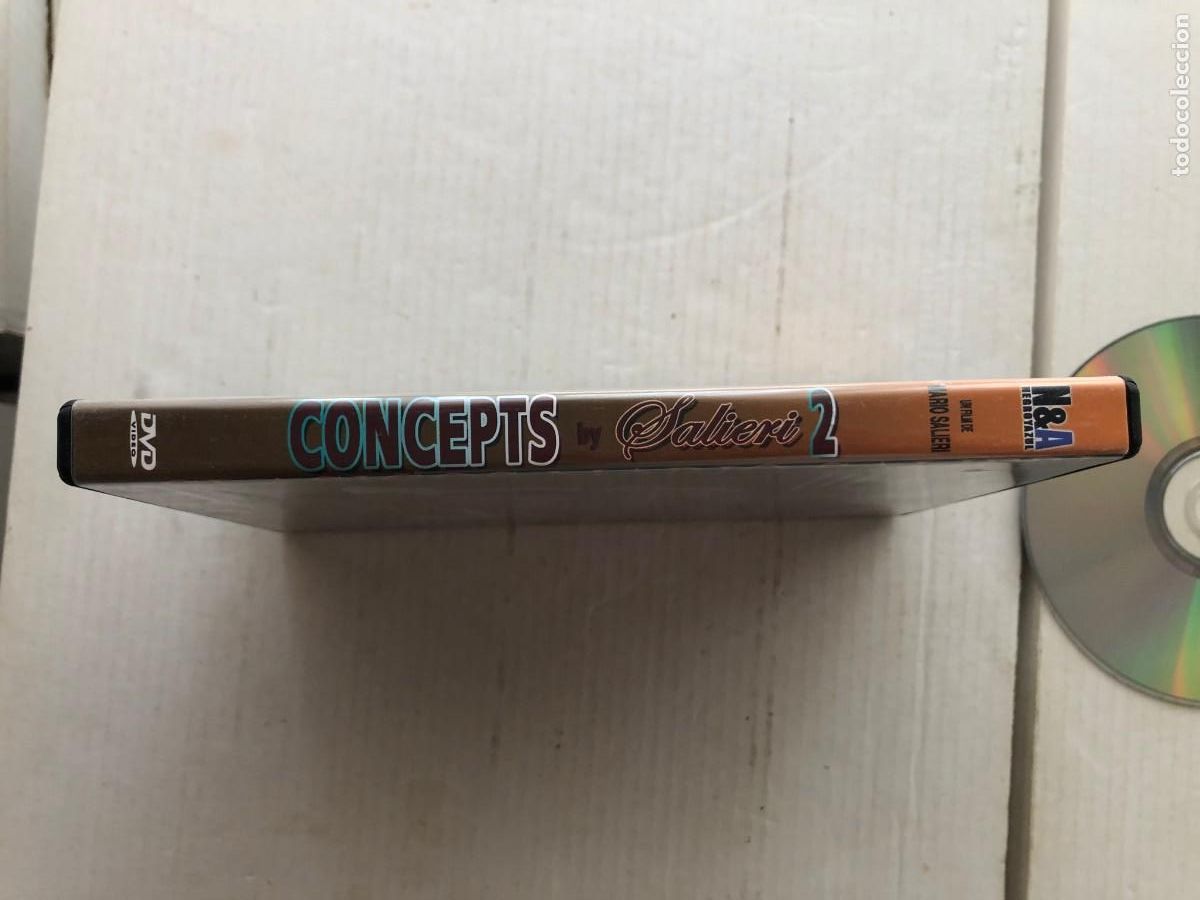 DVD
VIDEO
CONCEPTS by Salieri 2
UN FILM DE
MARIO SALIERI
N&A
todocoleccion